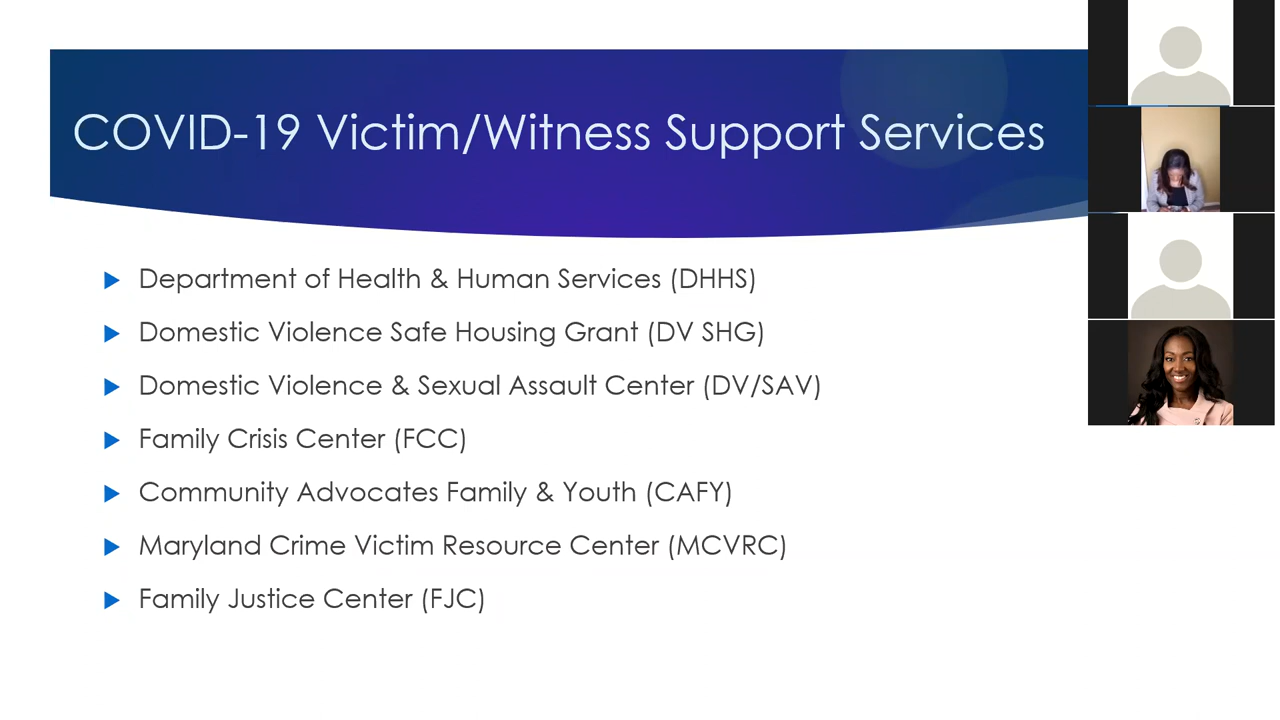 COVID-19 Victim/Witness Support Services
Department of Health & Human Services (DHHS)
Domestic Violence Safe Housing Grant (DV SHG)
Domestic Violence & Sexual Assault Center (DV/SAV)
Family Crisis Center (FCC)
Community Advocates Family & Youth (CAFY)
Maryland Crime Victim Resource Center (MCVRC)
Family Justice Center (FJC)